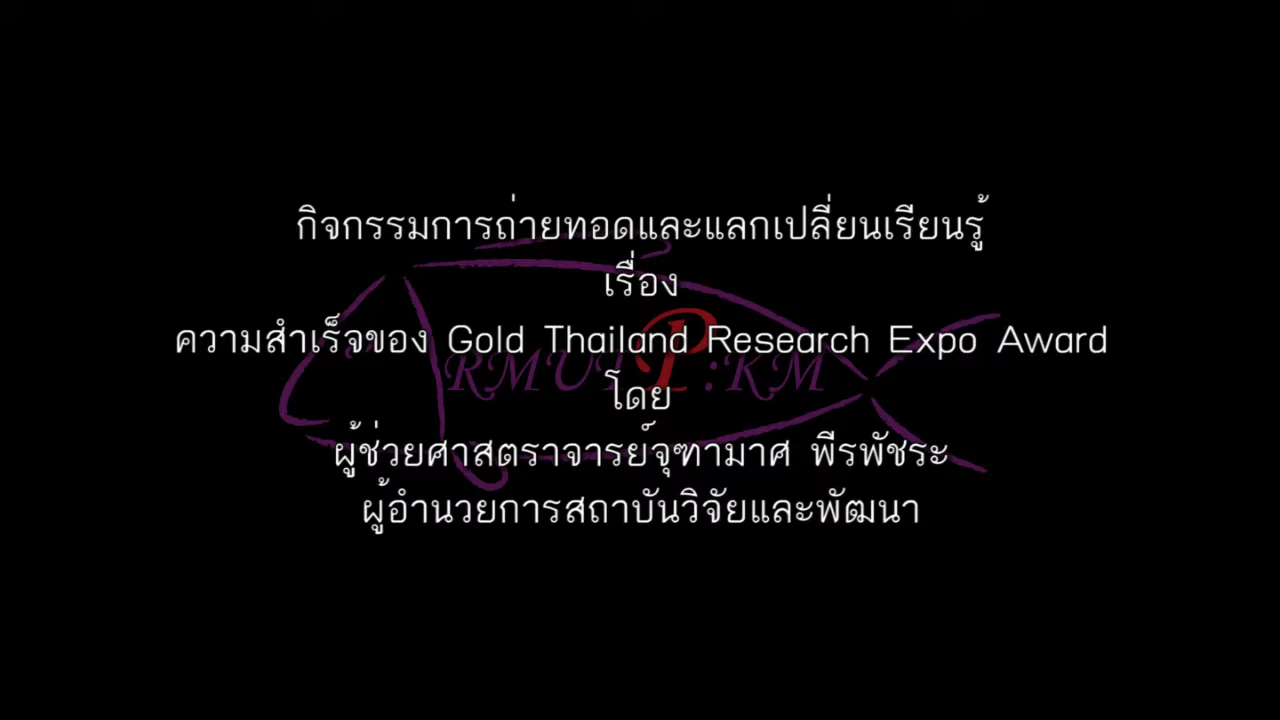 กิจกรรมการถ่ายทอดและแลกเปลี่ยนเรียนรู้
เรื่อง
ความสำเร็จของ Gold Thailand Research Expo Award
RMUTP:KM
โดย
ผู้ช่วยศาสตราจารย์จุฑามาศ พีรพัชระ
ผู้อำนวยการสถาบันวิจัยและพัฒนา